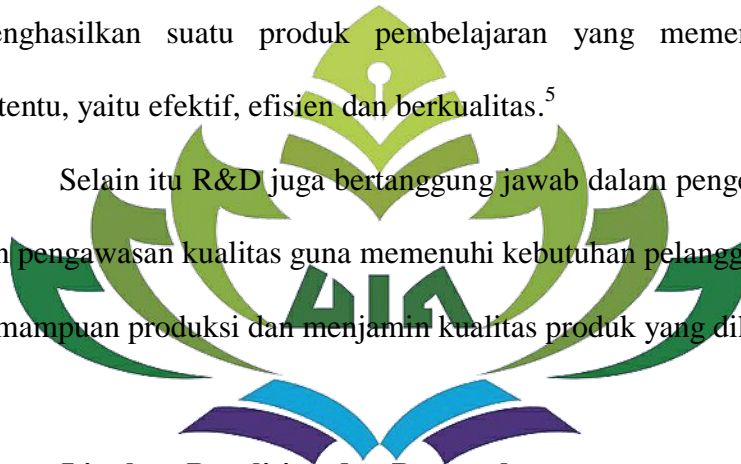 enghasilkan suatu produk pembelajaran yang memen
tentu, yaitu efektif, efisien dan berkualitas.⁵
Selain itu R&D juga bertanggung jawab dalam penge
n pengawasan kualitas guna memenuhi kebutuhan pelangg
mampuan produksi dan menjamin kualitas produk yang dil
UIN